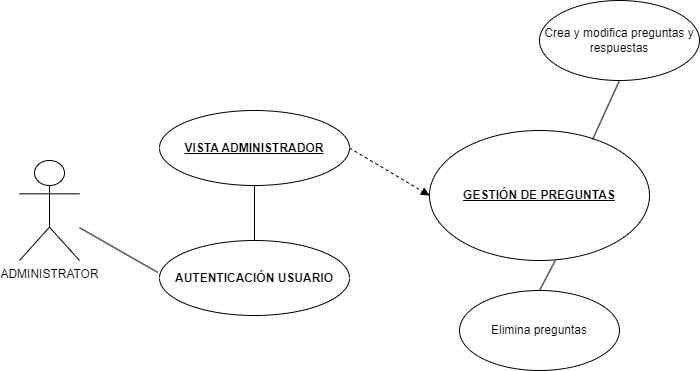 Crea y modifica preguntas y
respuestas
VISTA ADMINISTRADOR
GESTIÓN DE PREGUNTAS
ADMINISTRATOR
AUTENTICACIÓN USUARIO
Elimina preguntas